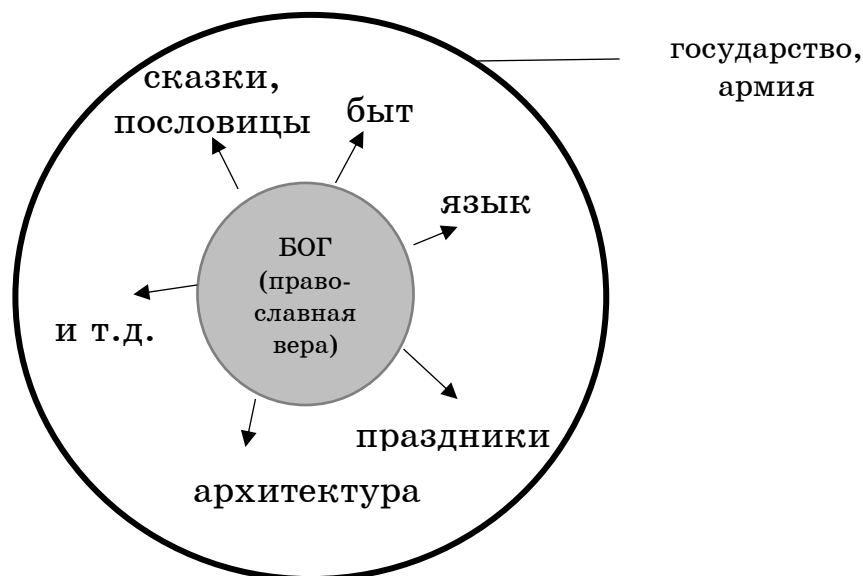 государство,
армия
сказки,
пословицы
быт
язык
БОГ
(право-
славная
вера)
и т.д.
праздники
архитектура